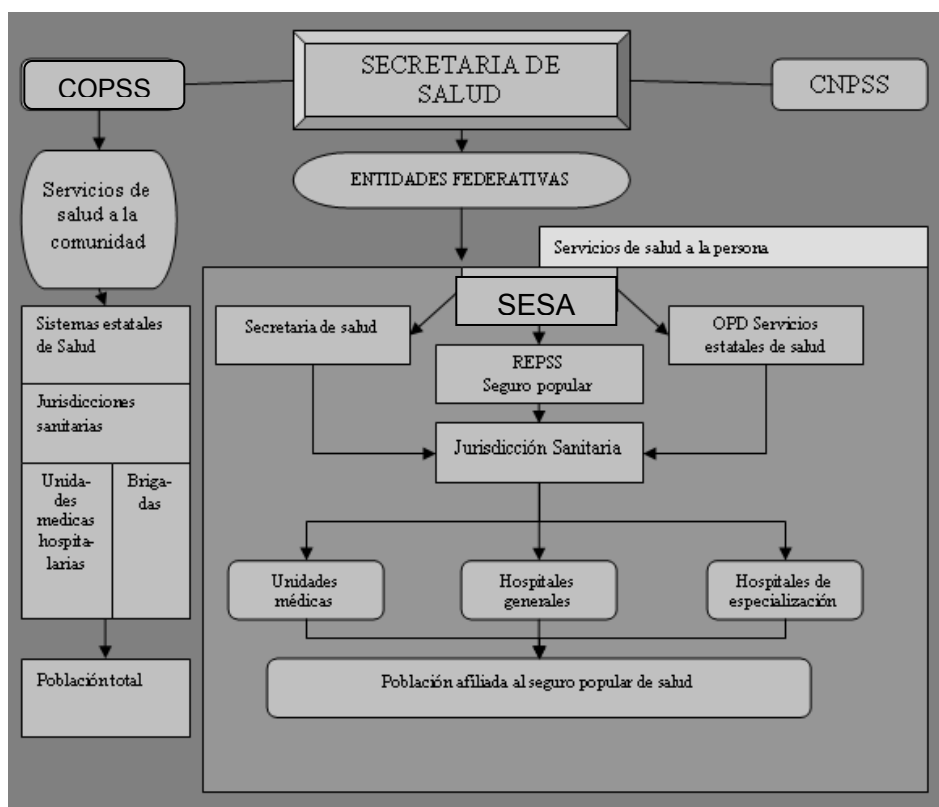 COPSS
SECRETARIA DE
SALUD
CNPSS
Servicios de
salud a la
comunidad
ENTIDADES FEDERATIVAS
Servicios de salud a la persona
Sistemas estatales
de Salud
Secretaria de salud
SESA
OPD Servicios
estatales de salud
REPSS
Seguro popular
Jurisdicciones
sanitarias
Jurisdicción Sanitaria
Unida-
des
medicas
hospita-
larias
Briga-
das
Unidades
médicas
Hospitales
generales
Hospitales de
especialización
Población total
Población afiliada al seguro popular de salud